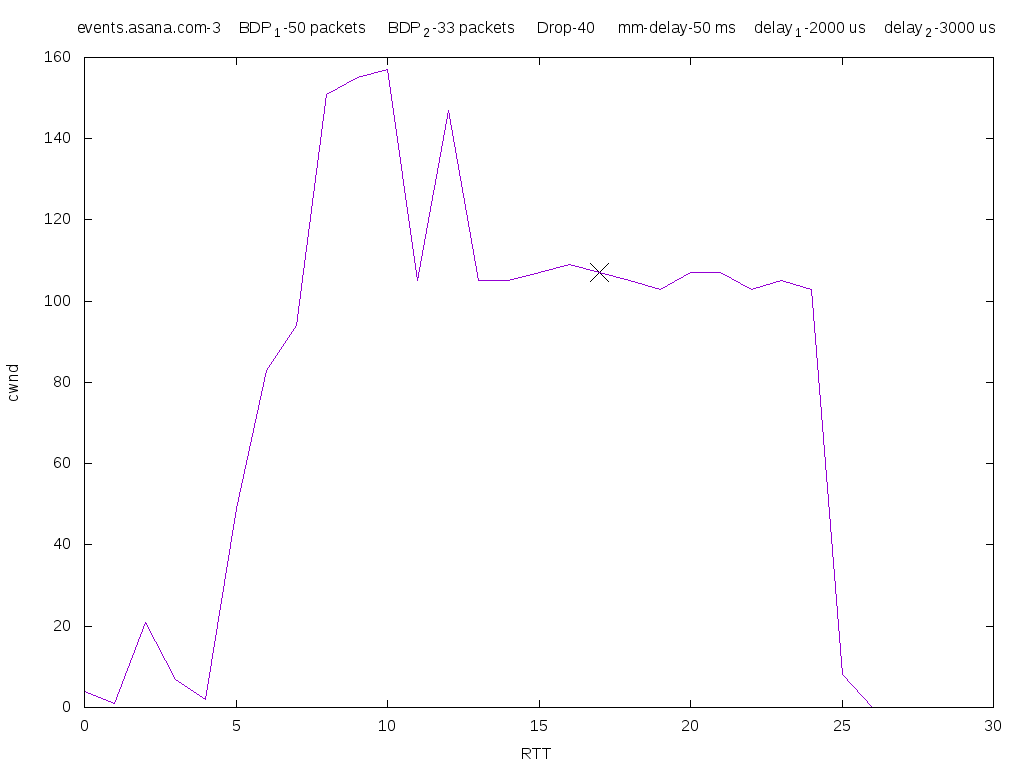 events.asana.com-3 BDP1-50 packets BDP2-33 packets Drop-40 mm-delay-50 ms delay1-2000 us delay2-3000 us
160
140
120
100
80
60
40
20
0
cwnd
0 5 10 15 20 25 30
RTT